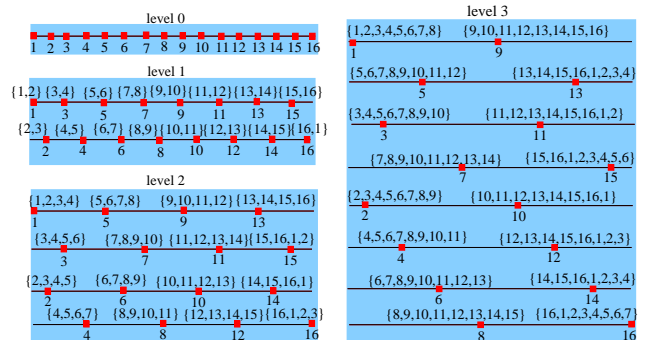 level 0
1 2 3 4 5 6 7 8 9 10 11 12 13 14 15 16
level 1
{1,2} {3,4} {5,6} {7,8} {9,10} {11,12} {13,14} {15,16}
1 3 5 7 9 11 13 15
{2,3} {4,5} {6,7} {8,9} {10,11} {12,13} {14,15} {16,1}
2 4 6 8 10 12 14 16
level 2
{1,2,3,4} {5,6,7,8} {9,10,11,12} {13,14,15,16}
1 5 9 13
{3,4,5,6} {7,8,9,10} {11,12,13,14} {15,16,1,2}
3 7 11 15
{2,3,4,5} {6,7,8,9} {10,11,12,13} {14,15,16,1}
2 6 10 14
{4,5,6,7} {8,9,10,11} {12,13,14,15} {16,1,2,3}
4 8 12 16
level 3
{1,2,3,4,5,6,7,8} {9,10,11,12,13,14,15,16}
1 9
{5,6,7,8,9,10,11,12} {13,14,15,16,1,2,3,4}
5 13
{3,4,5,6,7,8,9,10} {11,12,13,14,15,16,1,2}
3 11
{7,8,9,10,11,12,13,14} {15,16,1,2,3,4,5,6}
7 15
{2,3,4,5,6,7,8,9} {10,11,12,13,14,15,16,1}
2 10
{4,5,6,7,8,9,10,11} {12,13,14,15,16,1,2,3}
4 12
{6,7,8,9,10,11,12,13} {14,15,16,1,2,3,4}
6 14
{8,9,10,11,12,13,14,15} {16,1,2,3,4,5,6,7}
8 16